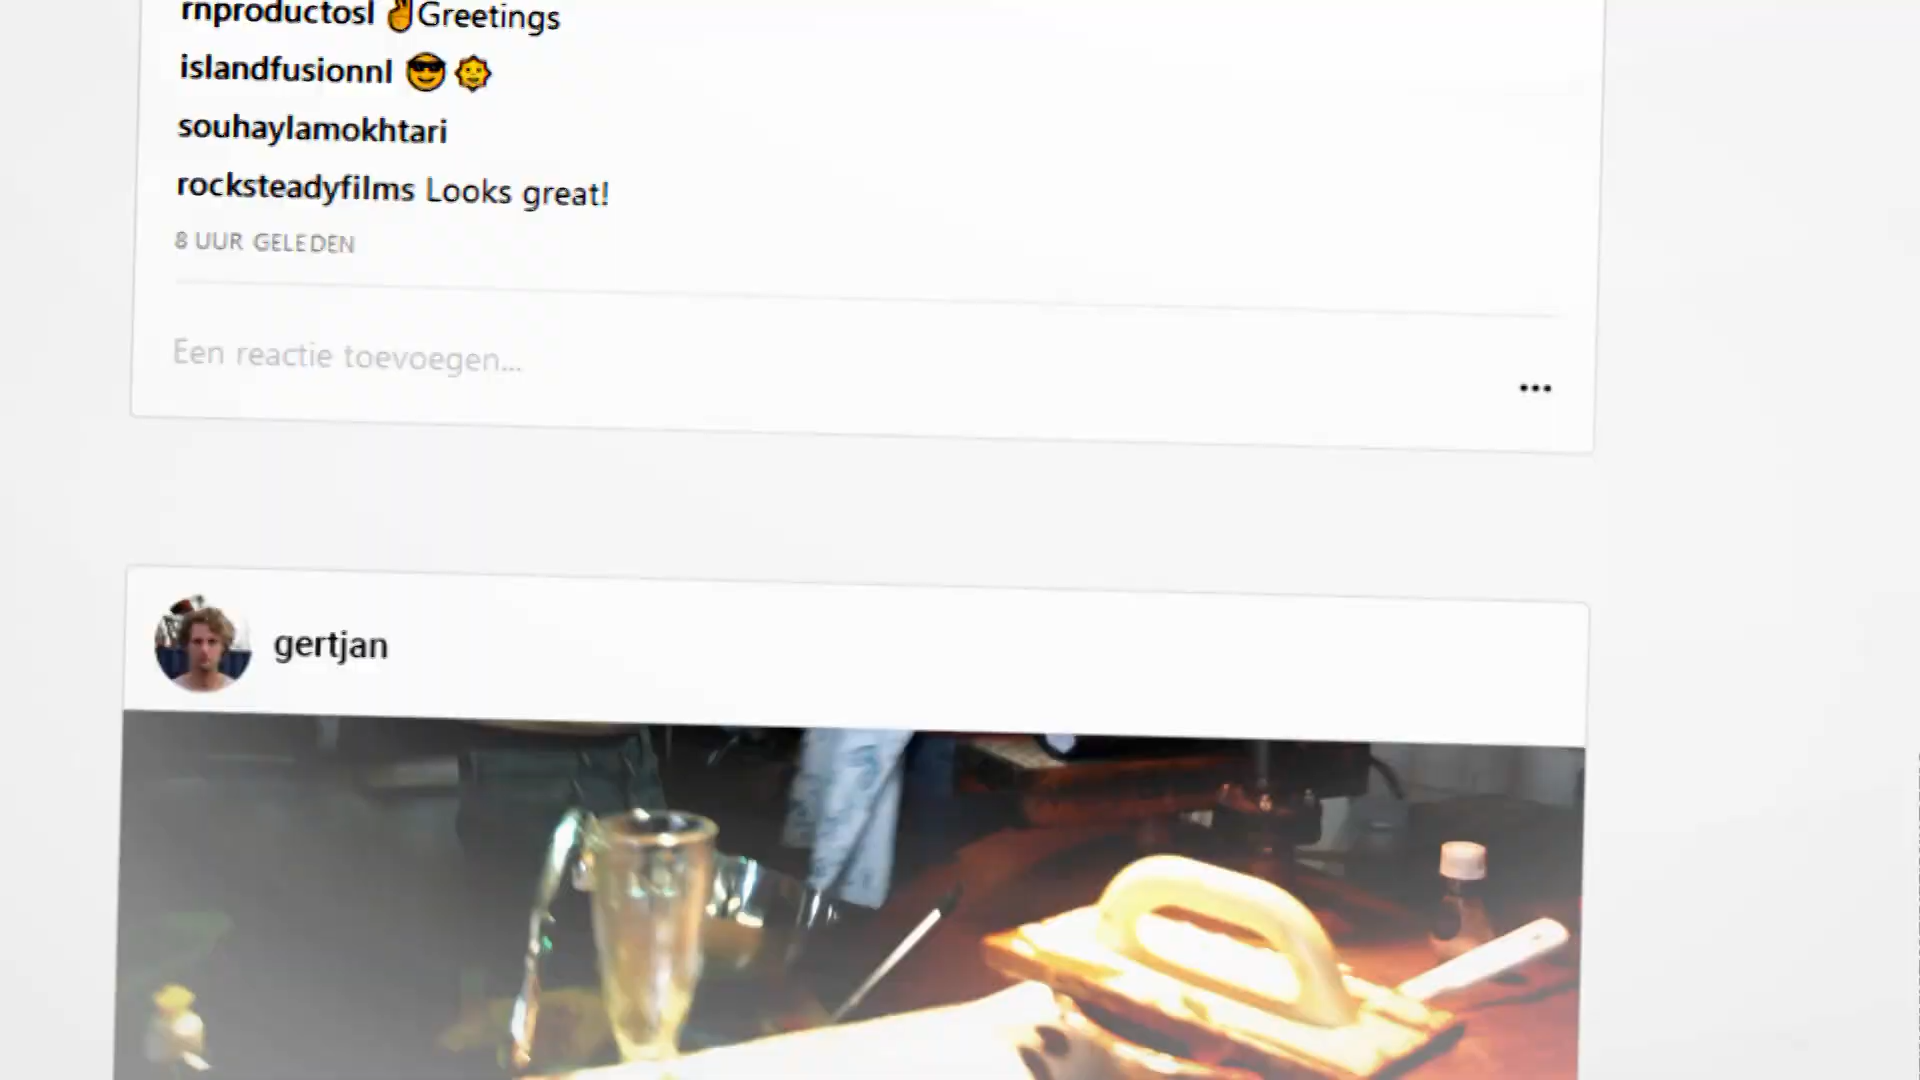 rnproductosl ✌Greetings
islandfusionnl 😎🌞
souhaylamokhtari
rocksteadyfilms Looks great!
8 UUR GELEDEN
Een reactie toevoegen...
gertjan